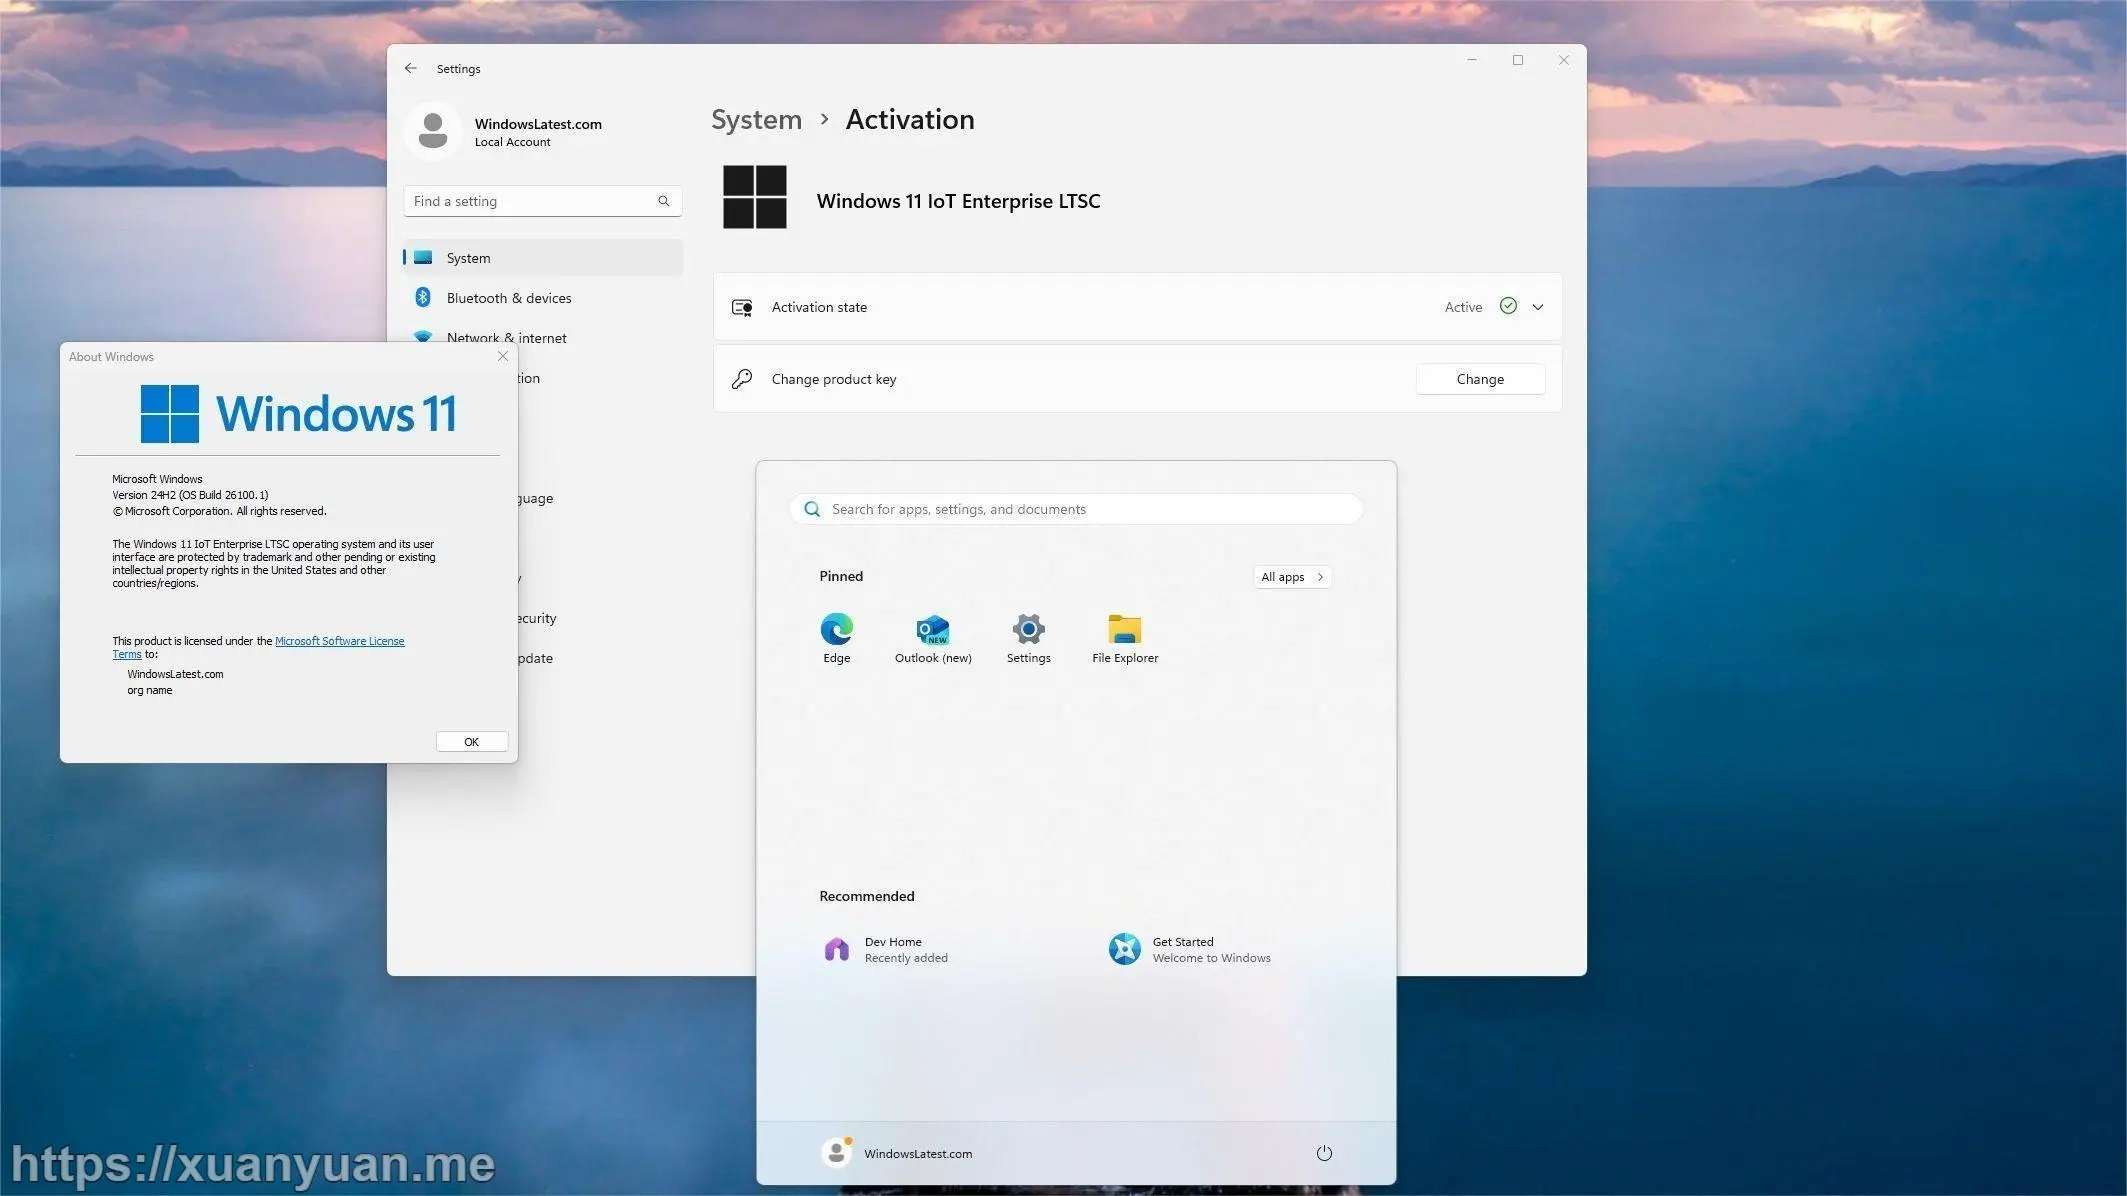 Settings
WindowsLatest.com
Local Account
Find a setting
System
Bluetooth & devices
Network & internet
tion
guage
y
ecurity
pdate
System > Activation
Windows 11 IoT Enterprise LTSC
Activation state
Active
Change product key
Change
About Windows
Windows 11
Microsoft Windows
Version 24H2 (OS Build 26100.1)
© Microsoft Corporation. All rights reserved.
The Windows 11 IoT Enterprise LTSC operating system and its user
interface are protected by trademark and other pending or existing
intellectual property rights in the United States and other
countries/regions.
This product is licensed under the Microsoft Software License
Terms to:
WindowsLatest.com
org name
OK
Search for apps, settings, and documents
Pinned
All apps >
Edge
Outlook (new)
NEW
Settings
File Explorer
Recommended
Dev Home
Recently added
Get Started
Welcome to Windows
WindowsLatest.com
https://xuanyuan.me